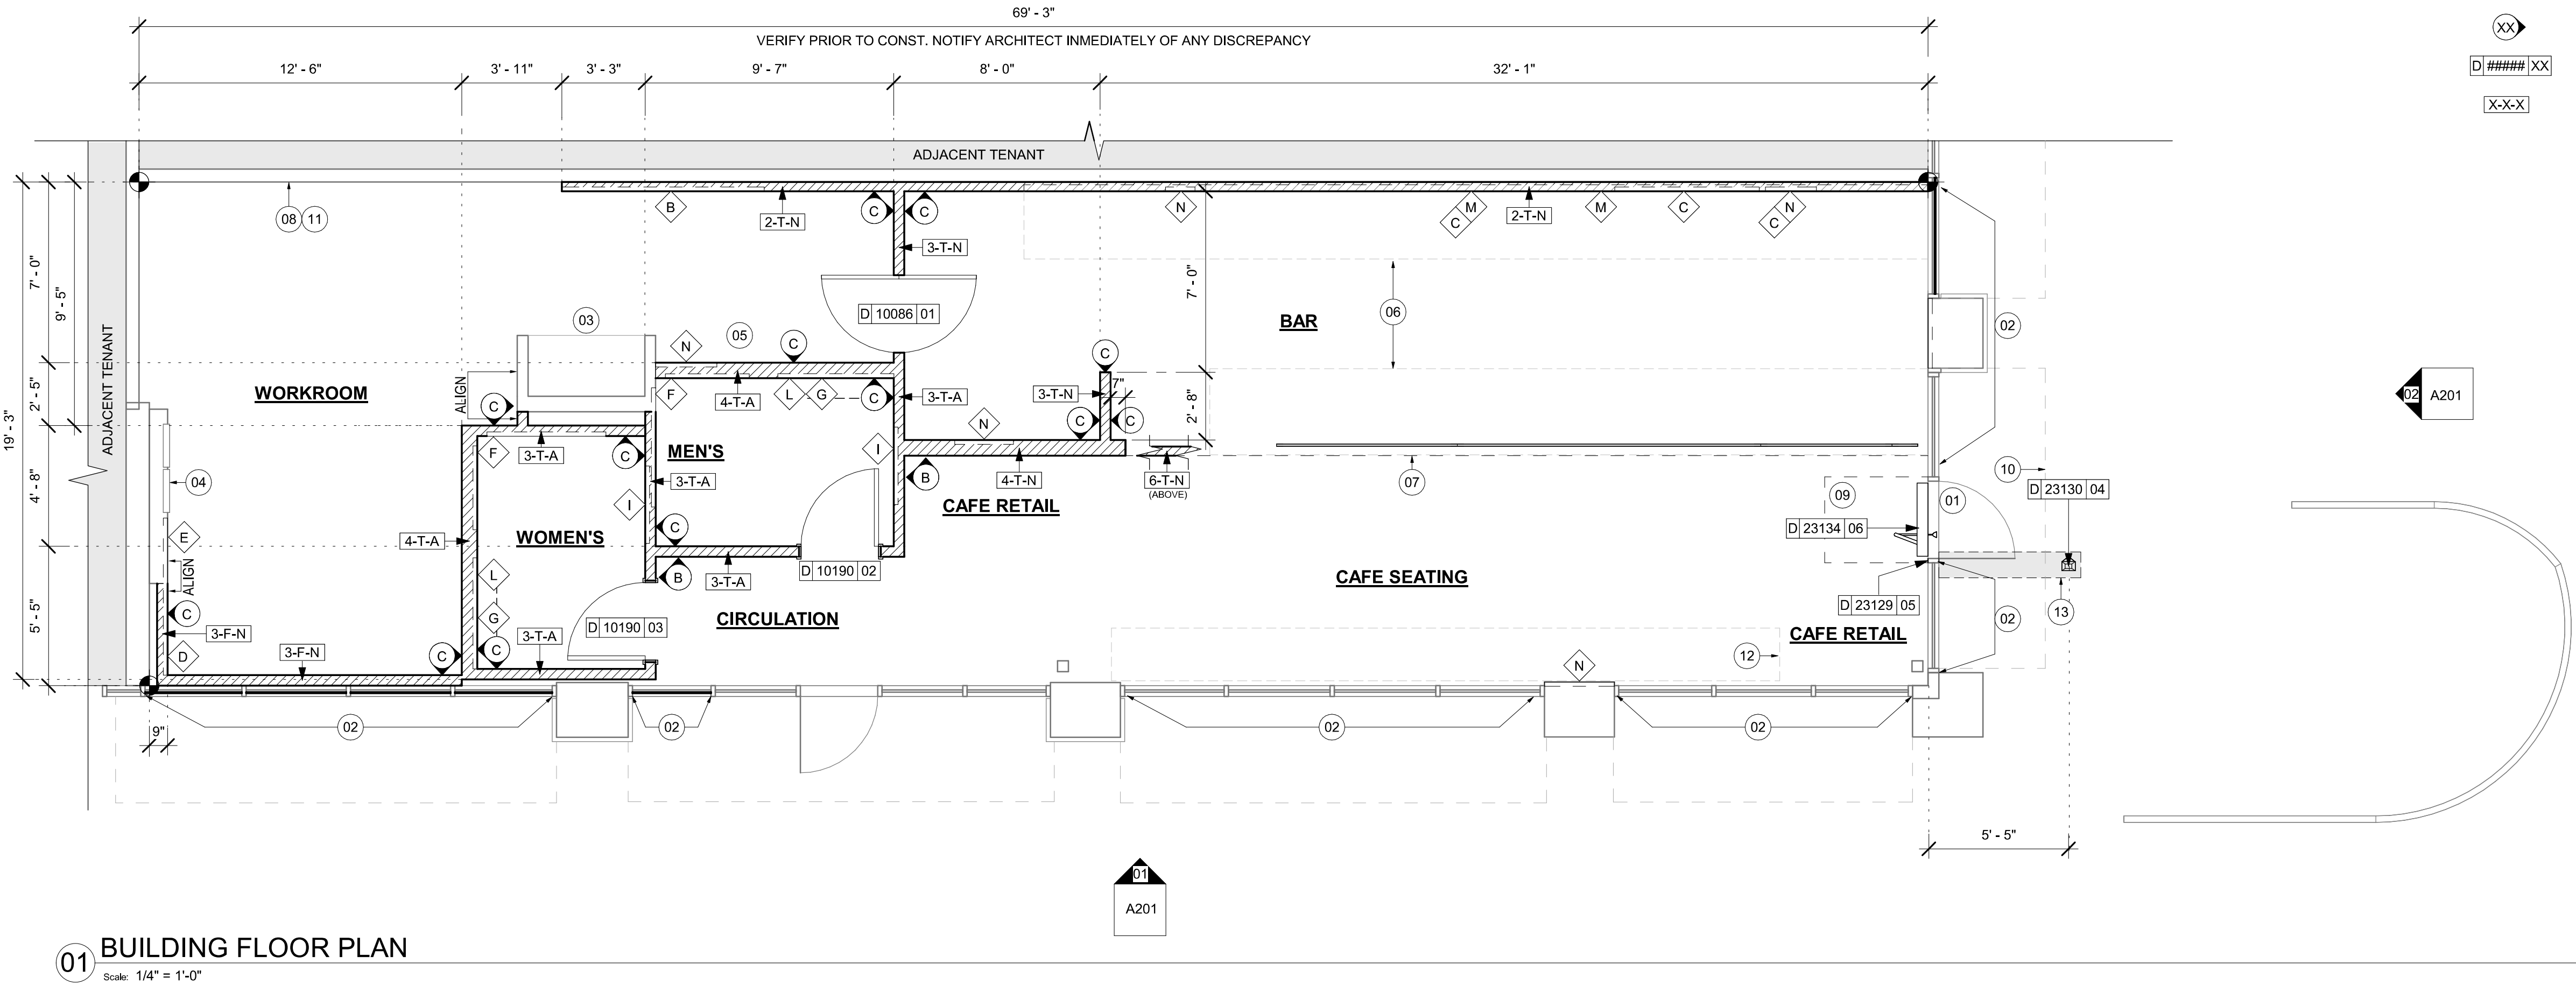 69' - 3"
VERIFY PRIOR TO CONST. NOTIFY ARCHITECT INMEDIATELY OF ANY DISCREPANCY
12' - 6"
3' - 11"
3' - 3"
9' - 7"
8' - 0"
32' - 1"
XX
D ##### XX
X-X-X
ADJACENT TENANT
ADJACENT TENANT
19' - 3"
7' - 0"
2' - 5"
4' - 8"
5' - 5"
9' - 5"
08
11
B
2-T-N
C
C
N
C
M
2-T-N
M
C
C
N
3-T-N
7' - 0"
D 10086 01
03
05
BAR
06
02
N
C
C
WORKROOM
ALIGN
C
F
4-T-A
L
G
C
3-T-A
3-T-N
7"
2' - 8"
02
A201
C
C
N
MEN'S
I
F
3-T-A
C
04
3-T-A
B
4-T-N
6-T-N
(ABOVE)
07
10
D 23130 04
CAFE RETAIL
I
09
01
C
D 23134 06
E
4-T-A
WOMEN'S
ALIGN
L
B
3-T-A
D 10190 02
CAFE SEATING
D 23129 05
C
G
CIRCULATION
02
13
3-F-N
D 10190 03
3-T-A
CAFE RETAIL
D
3-F-N
C
C
N
12
9"
02
02
02
02
5' - 5"
01
A201
01
BUILDING FLOOR PLAN
Scale: 1/4" = 1'-0"